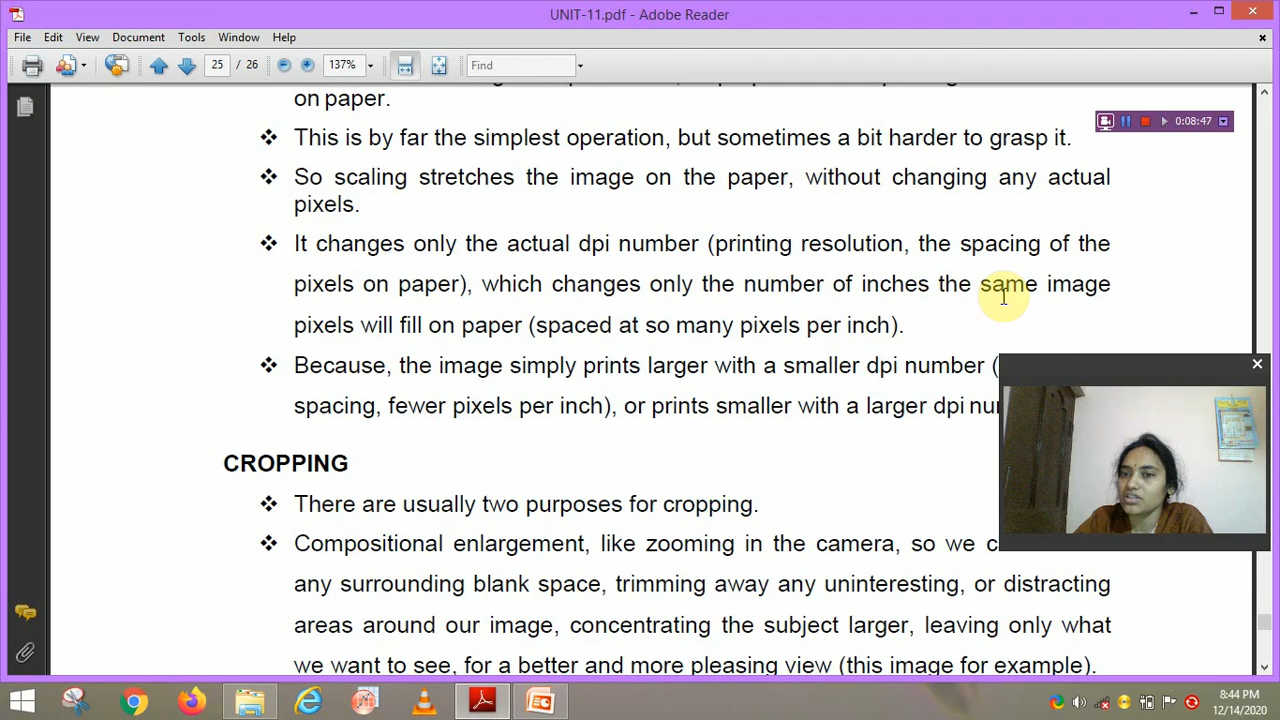 UNIT-11.pdf - Adobe Reader
File Edit View Document Tools Window Help
25 / 26 137% Find
on paper.
0:08:47
❖ This is by far the simplest operation, but sometimes a bit harder to grasp it.
❖ So scaling stretches the image on the paper, without changing any actual
pixels.
❖ It changes only the actual dpi number (printing resolution, the spacing of the
pixels on paper), which changes only the number of inches the same image
pixels will fill on paper (spaced at so many pixels per inch).
❖ Because, the image simply prints larger with a smaller dpi number (
spacing, fewer pixels per inch), or prints smaller with a larger dpi
CROPPING
❖ There are usually two purposes for cropping.
❖ Compositional enlargement, like zooming in the camera, so we
any surrounding blank space, trimming away any uninteresting, or distracting
areas around our image, concentrating the subject larger, leaving only what
we want to see, for a better and more pleasing view (this image for example).
8:44 PM
12/14/2020